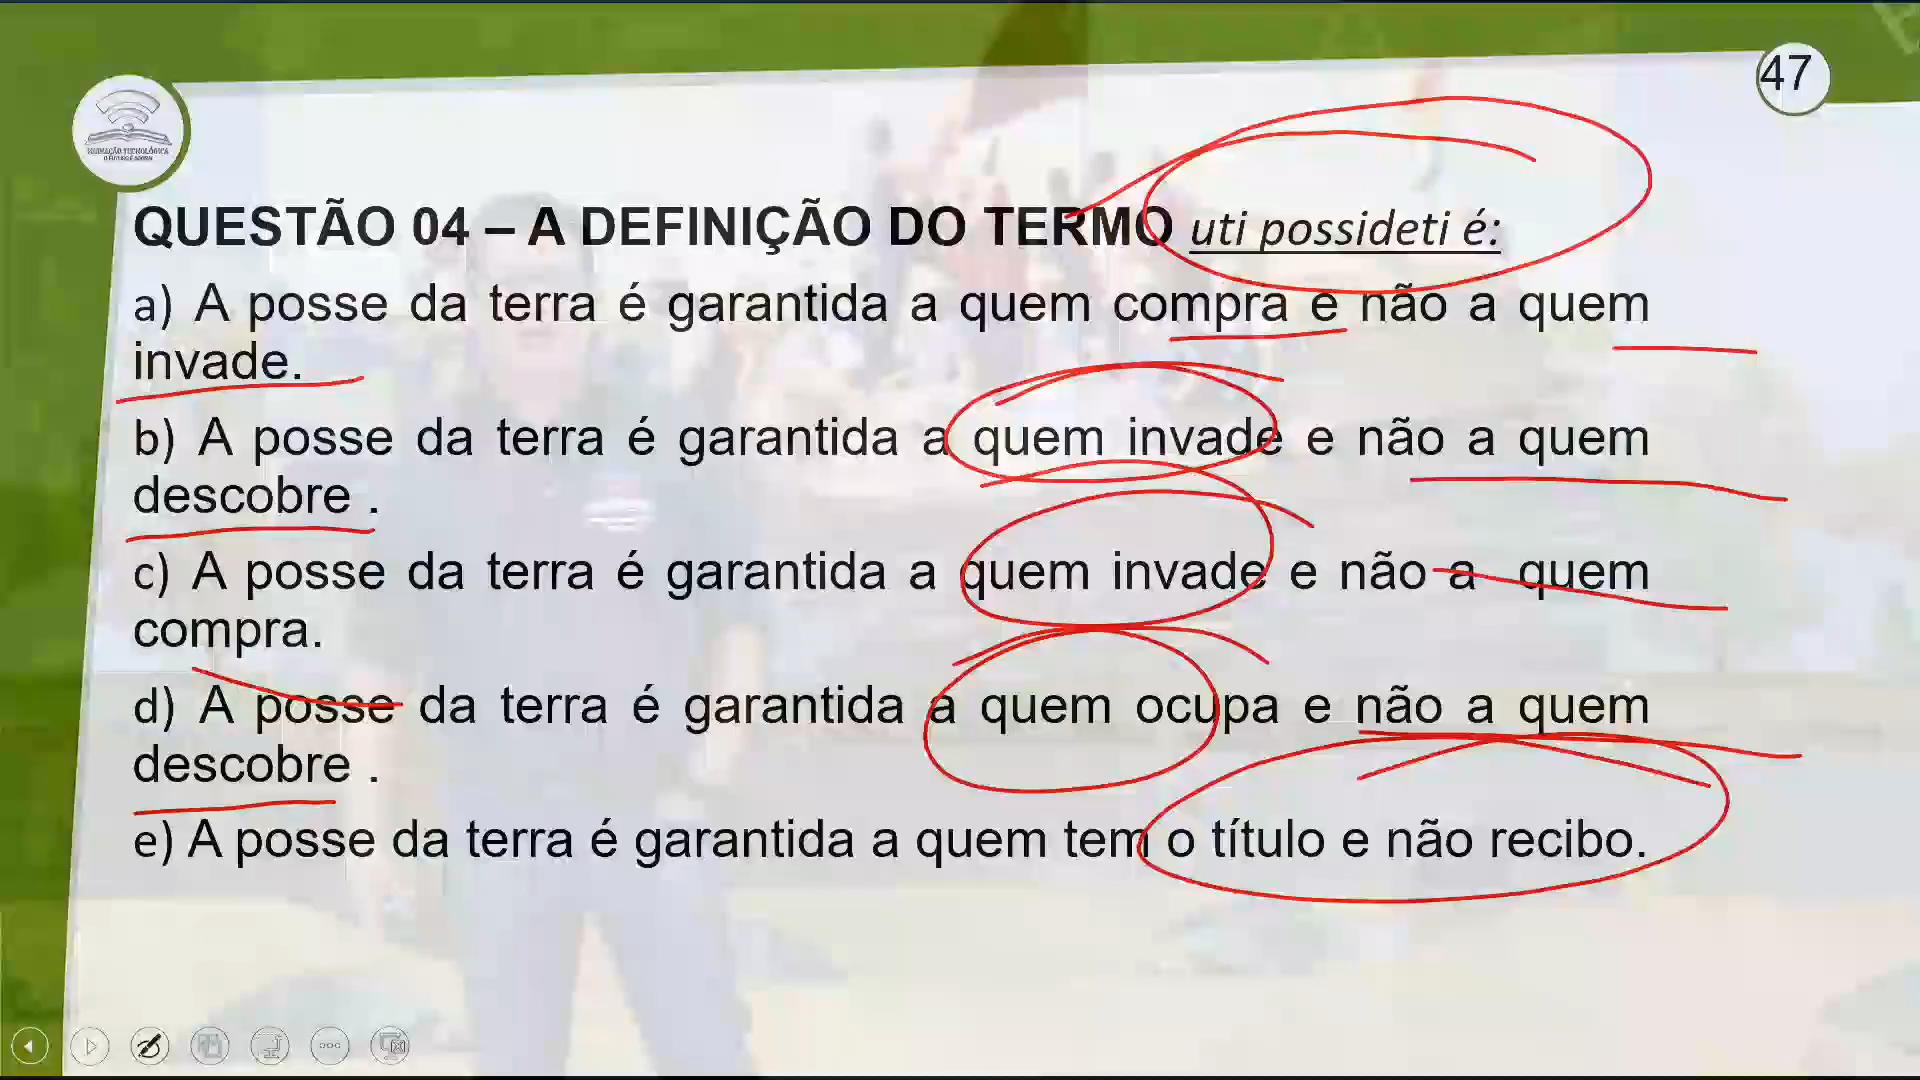 47
QUESTÃO 04 – A DEFINIÇÃO DO TERMO uti possideti é:
a) A posse da terra é garantida a quem compra e não a quem
invade.
b) A posse da terra é garantida a quem invade e não a quem
descobre .
c) A posse da terra é garantida a quem invade e não a quem
compra.
d) A posse da terra é garantida a quem ocupa e não a quem
descobre .
e) A posse da terra é garantida a quem tem o título e não recibo.